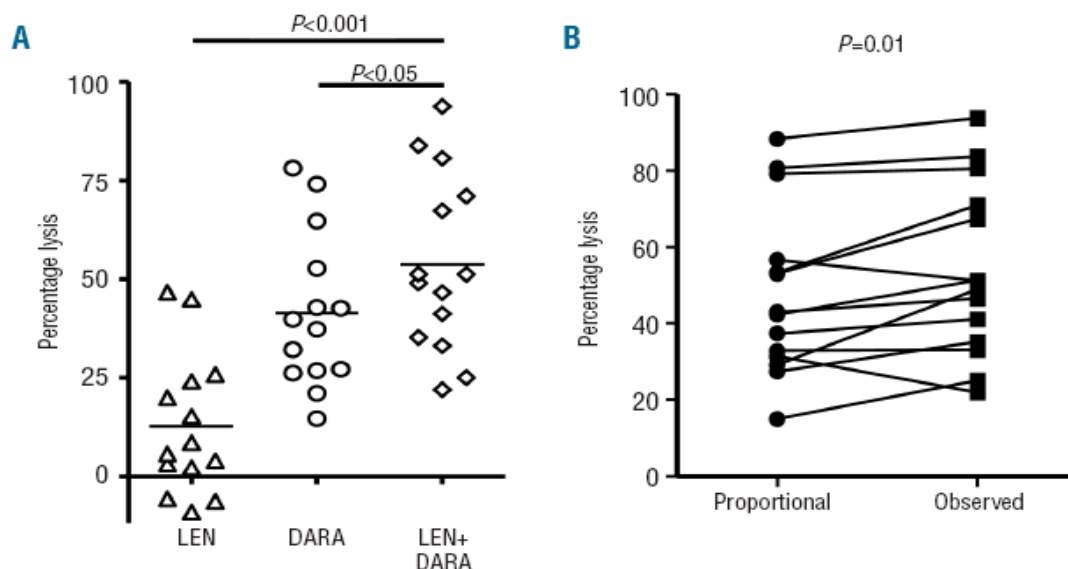 A
P<0.001
P<0.05
Percentage lysis
100
75
50
25
0
LEN
DARA
LEN+
DARA
B
P=0.01
Percentage lysis
100
80
60
40
20
0
Proportional
Observed